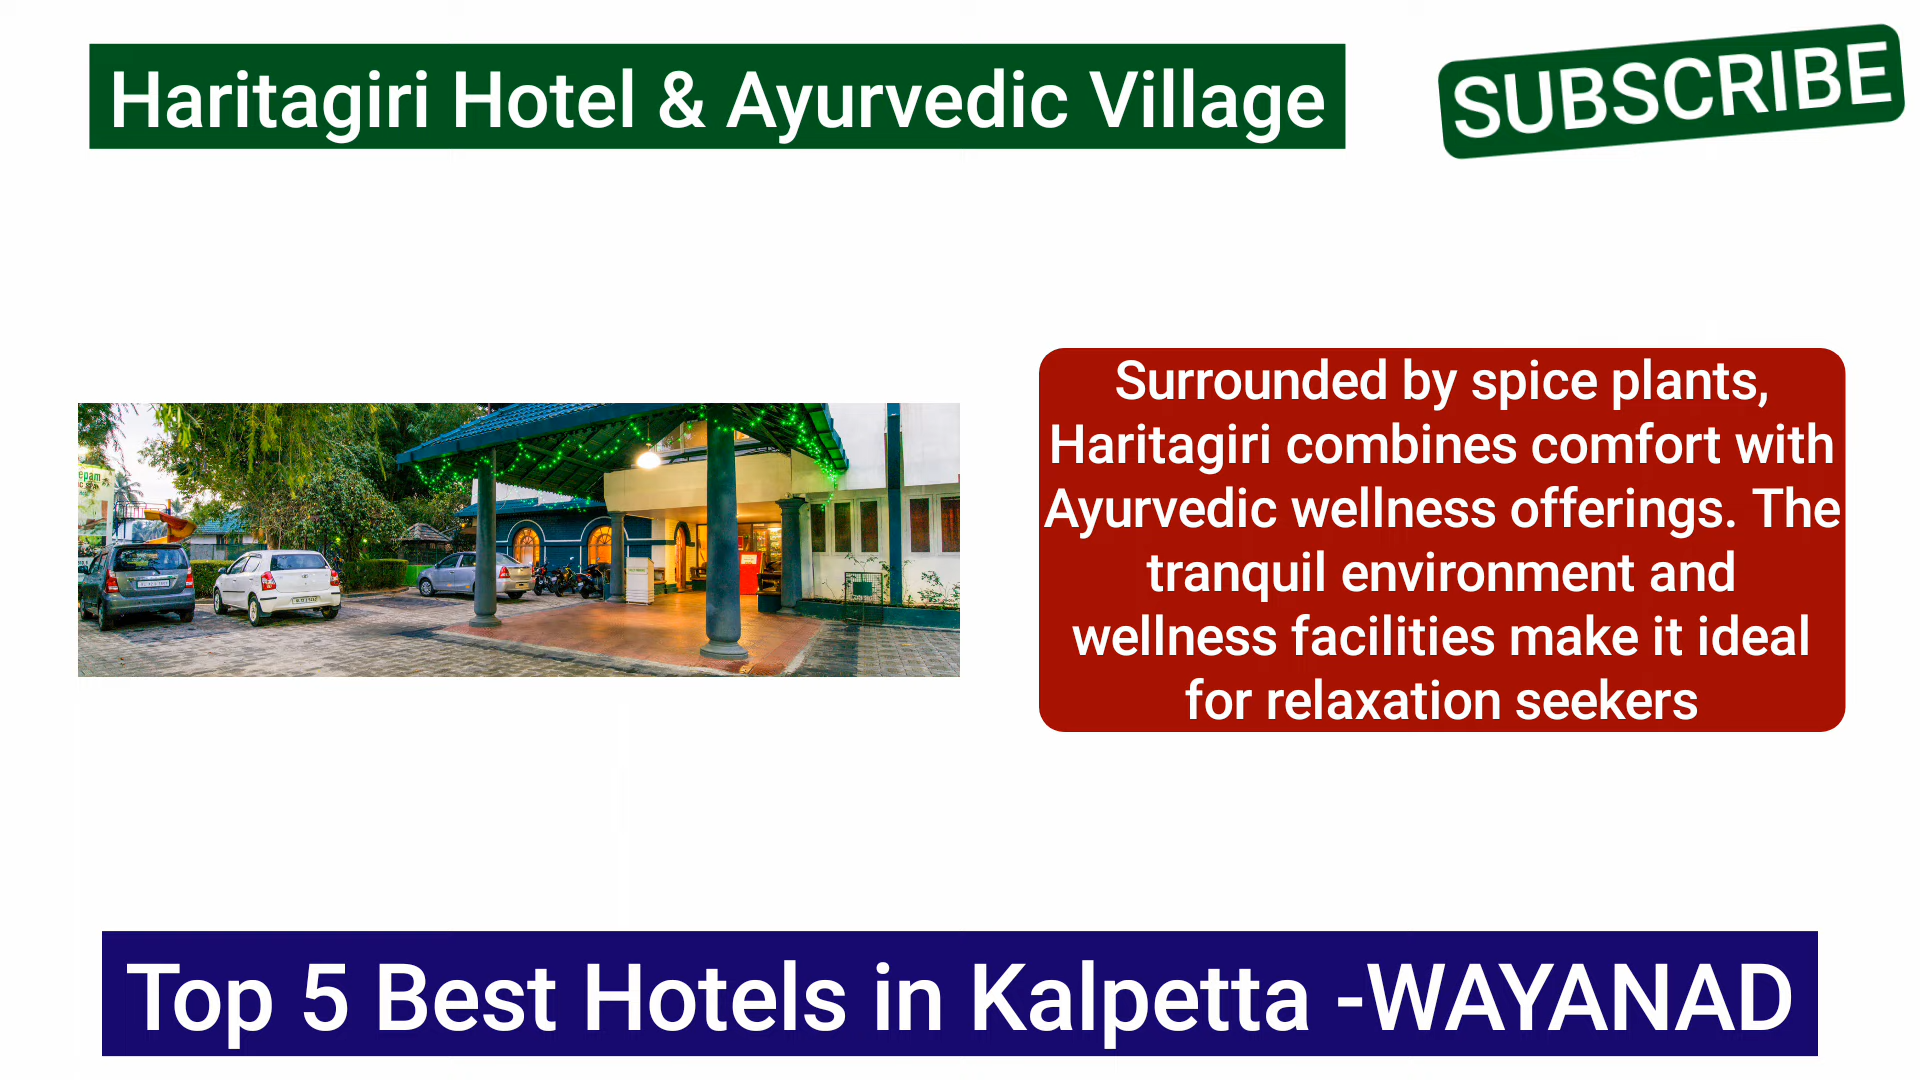 Haritagiri Hotel & Ayurvedic Village
SUBSCRIBE
Surrounded by spice plants,
Haritagiri combines comfort with
Ayurvedic wellness offerings. The
tranquil environment and
wellness facilities make it ideal
for relaxation seekers
Top 5 Best Hotels in Kalpetta -WAYANAD